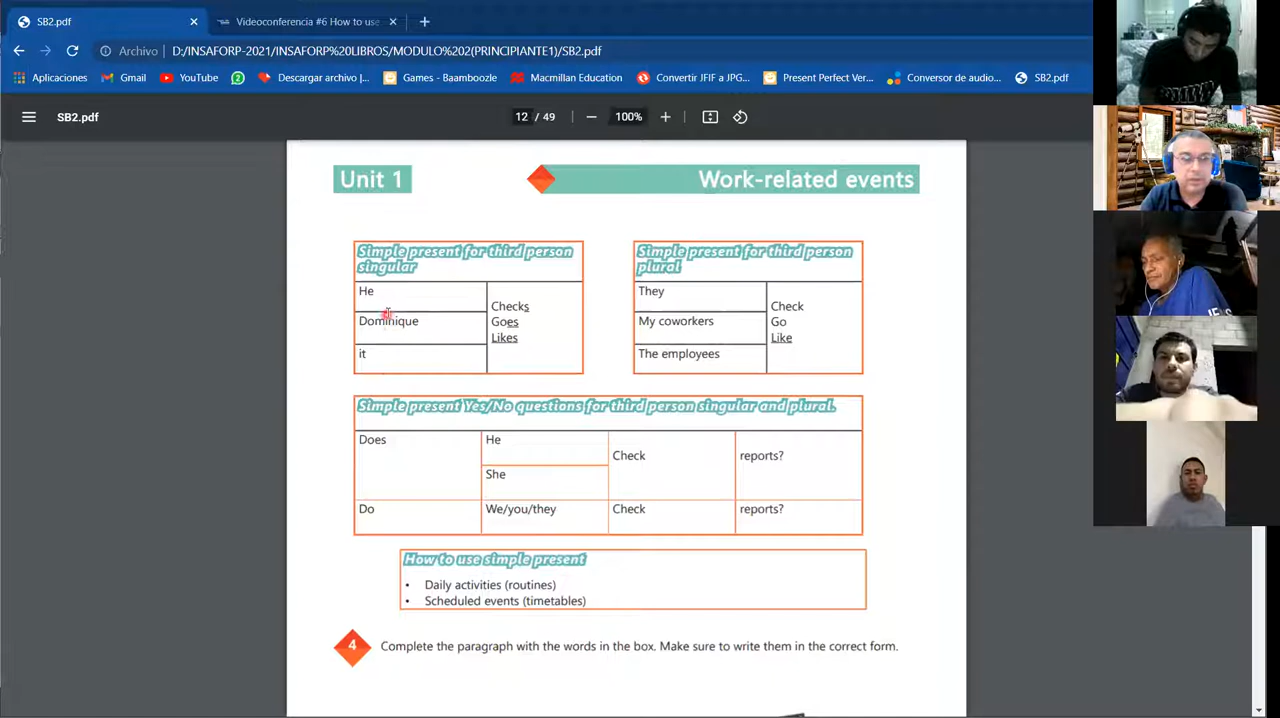 SB2.pdf
Videoconferencia #6 How to use
Archivo
D:/INSAFORP-2021/INSAFORP%20LIBROS/MODULO%202(PRINCIPIANTE1)/SB2.pdf
Aplicaciones
Gmail
YouTube
2
Descargar archivo |...
Games - Baamboozle
Macmillan Education
Convertir JFIF a JPG...
Present Perfect Ver...
Conversor de audio...
SB2.pdf
SB2.pdf
12 / 49
100%
Unit 1
Work-related events
Simple present for third person
singular
He
Dominique
it
Checks
Goes
Likes
Simple present for third person
plural
They
My coworkers
The employees
Check
Go
Like
Simple present Yes/No questions for third person singular and plural.
Does
He
She
Check
reports?
Do
We/you/they
Check
reports?
How to use simple present
• Daily activities (routines)
• Scheduled events (timetables)
4
Complete the paragraph with the words in the box. Make sure to write them in the correct form.